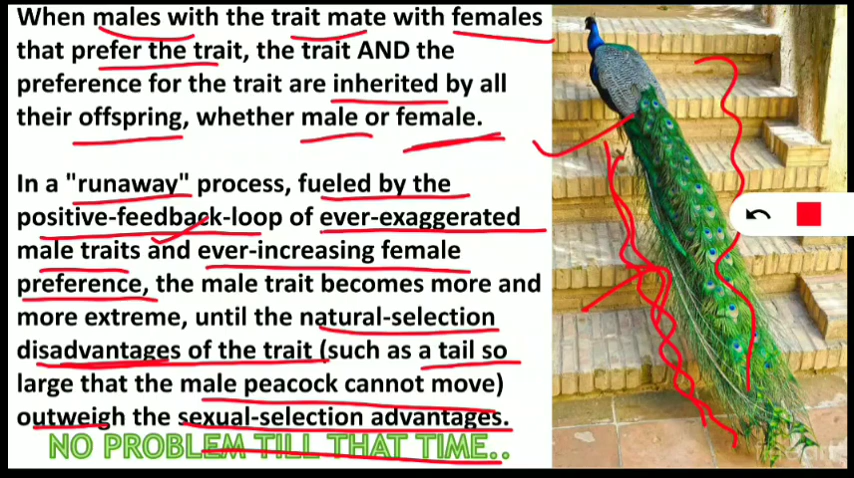 When males with the trait mate with females
that prefer the trait, the trait AND the
preference for the trait are inherited by all
their offspring, whether male or female.
In a "runaway" process, fueled by the
positive-feedback-loop of ever-exaggerated
male traits and ever-increasing female
preference, the male trait becomes more and
more extreme, until the natural-selection
disadvantages of the trait (such as a tail so
large that the male peacock cannot move)
outweigh the sexual-selection advantages.
NO PROBLEM TILL THAT TIME..